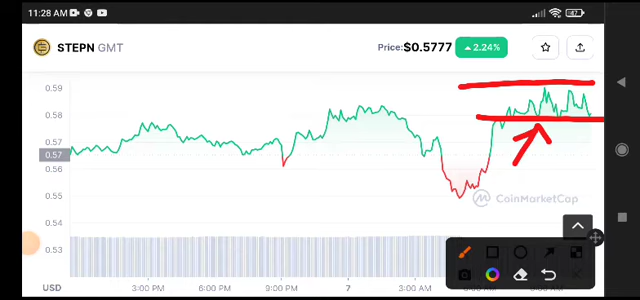 11:28 AM
47
STEPN GMT
Price: $0.5777 2.24%
0.59
0.58
0.57
0.56
0.55
0.54
0.53
CoinMarketCap
USD
3:00 PM
6:00 PM
9:00 PM
7
3:00 AM